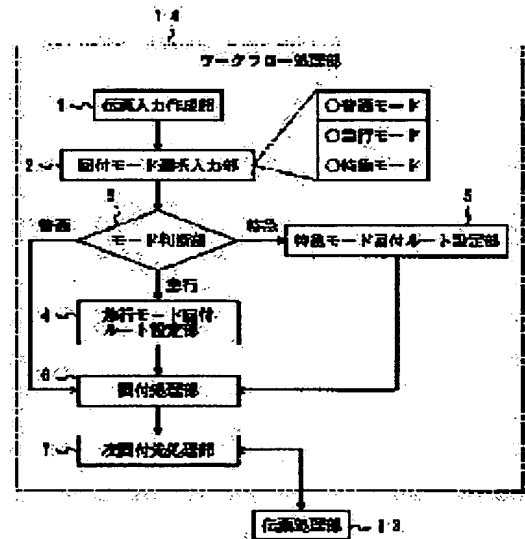 14
ワークフロー処理部
1 伝票入力作成部
○普通モード
○急行モード
○特急モード
2 回付モード選択入力部
3
普通
モード判断部
特急
5
特急モード回付ルート設定部
急行
4 急行モード回付
ルート設定部
6
回付処理部
7 次回付先処理部
伝票処理部 13